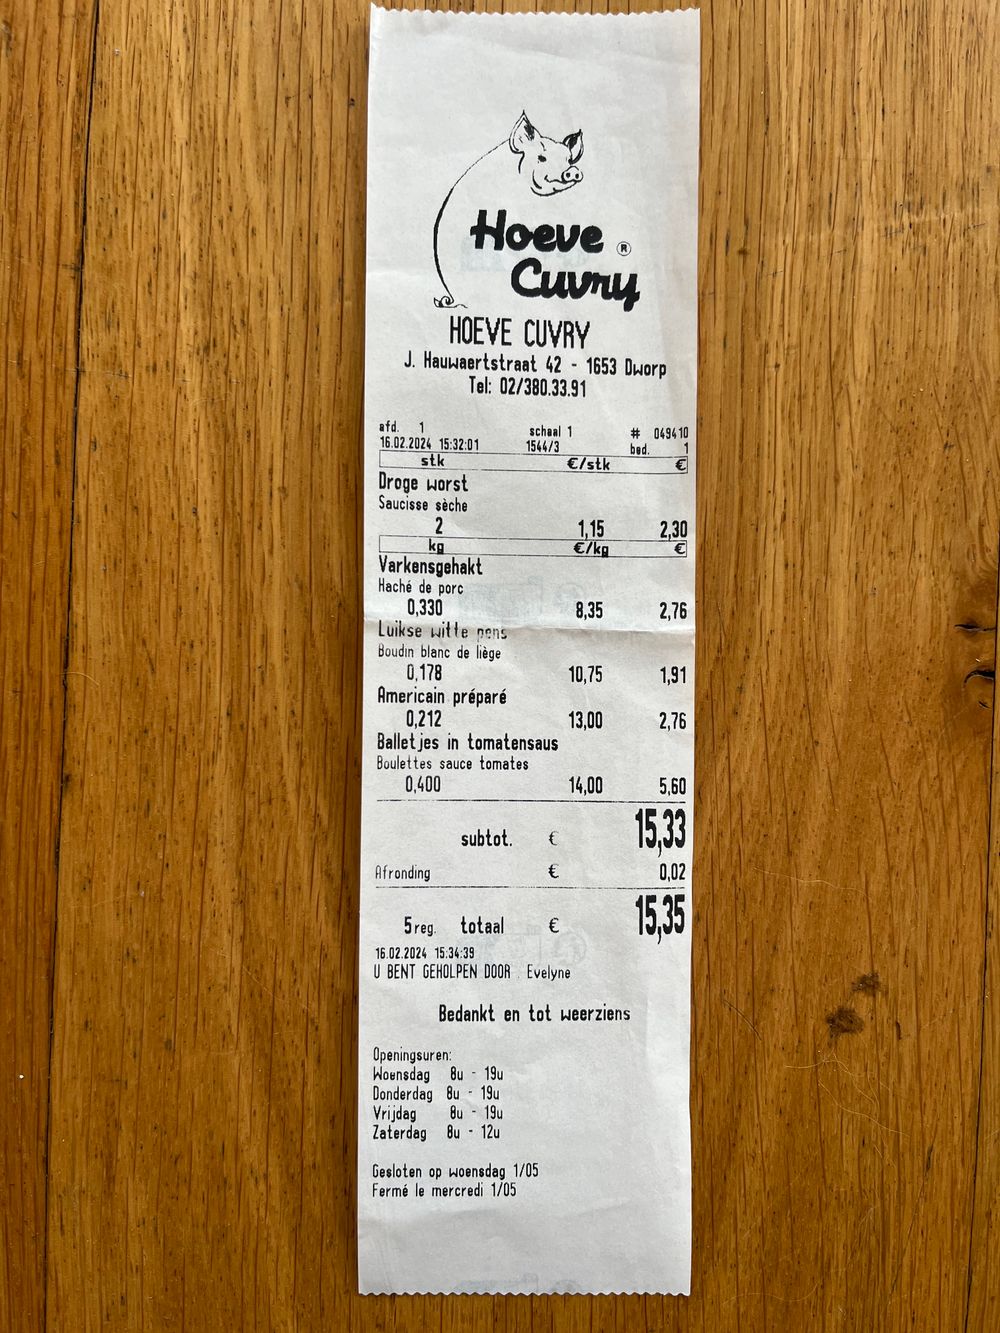 Hoeve ®
Cuvry
HOEVE CUVRY
J. Hauwaertstraat 42 - 1653 Dworp
Tel: 02/380.33.91
afd. 1 schaal 1 # 049410
16.02.2024 15:32:01 1544/3 bed. 1
stk €/stk €
Droge worst
Saucisse sèche
2 1,15 2,30
kg €/kg €
Varkensgehakt
Haché de porc
0,330 8,35 2,76
Luikse witte pens
Boudin blanc de liège
0,178 10,75 1,91
Americain préparé
0,212 13,00 2,76
Balletjes in tomatensaus
Boulettes sauce tomates
0,400 14,00 5,60
subtot. € 15,33
Afronding € 0,02
5 reg. totaal € 15,35
16.02.2024 15:34:39
U BENT GEHOLPEN DOOR : Evelyne
Bedankt en tot weerziens
Openingsuren:
Woensdag 8u - 19u
Donderdag 8u - 19u
Vrijdag 8u - 19u
Zaterdag 8u - 12u
Gesloten op woensdag 1/05
Fermé le mercredi 1/05